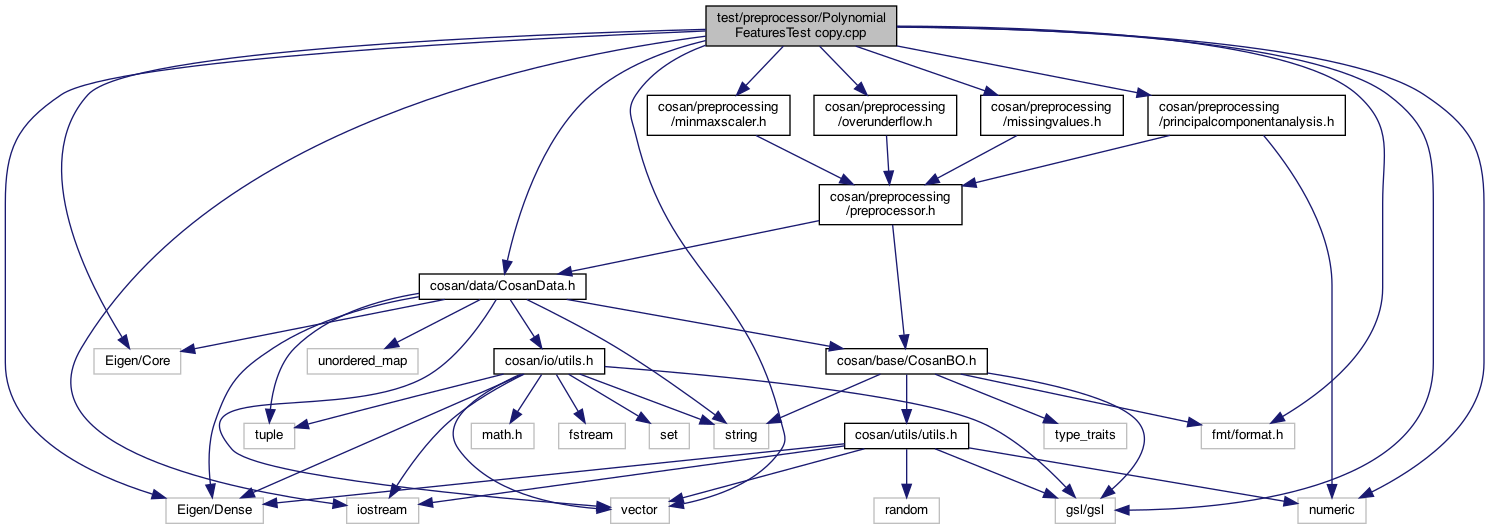 test/preprocessor/Polynomial
FeaturesTest copy.cpp
cosan/preprocessing
/minmaxscaler.h
cosan/preprocessing
/overunderflow.h
cosan/preprocessing
/missingvalues.h
cosan/preprocessing
/principalcomponentanalysis.h
cosan/preprocessing
/preprocessor.h
cosan/data/CosanData.h
Eigen/Core
unordered_map
cosan/io/utils.h
cosan/base/CosanBO.h
tuple
math.h
fstream
set
string
cosan/utils/utils.h
type_traits
fmt/format.h
Eigen/Dense
iostream
vector
random
gsl/gsl
numeric